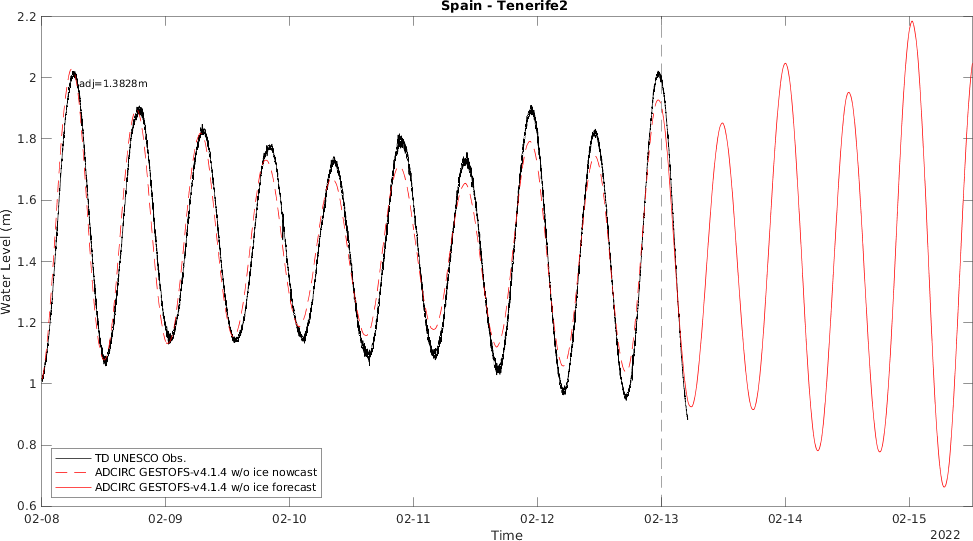 Spain - Tenerife2
2.2
2
1.8
1.6
1.4
1.2
1
0.8
0.6
Water Level (m)
adj=1.3828m
TD UNESCO Obs.
ADCIRC GESTOFS-v4.1.4 w/o ice nowcast
ADCIRC GESTOFS-v4.1.4 w/o ice forecast
02-08 02-09 02-10 02-11 02-12 02-13 02-14 02-15
Time
2022